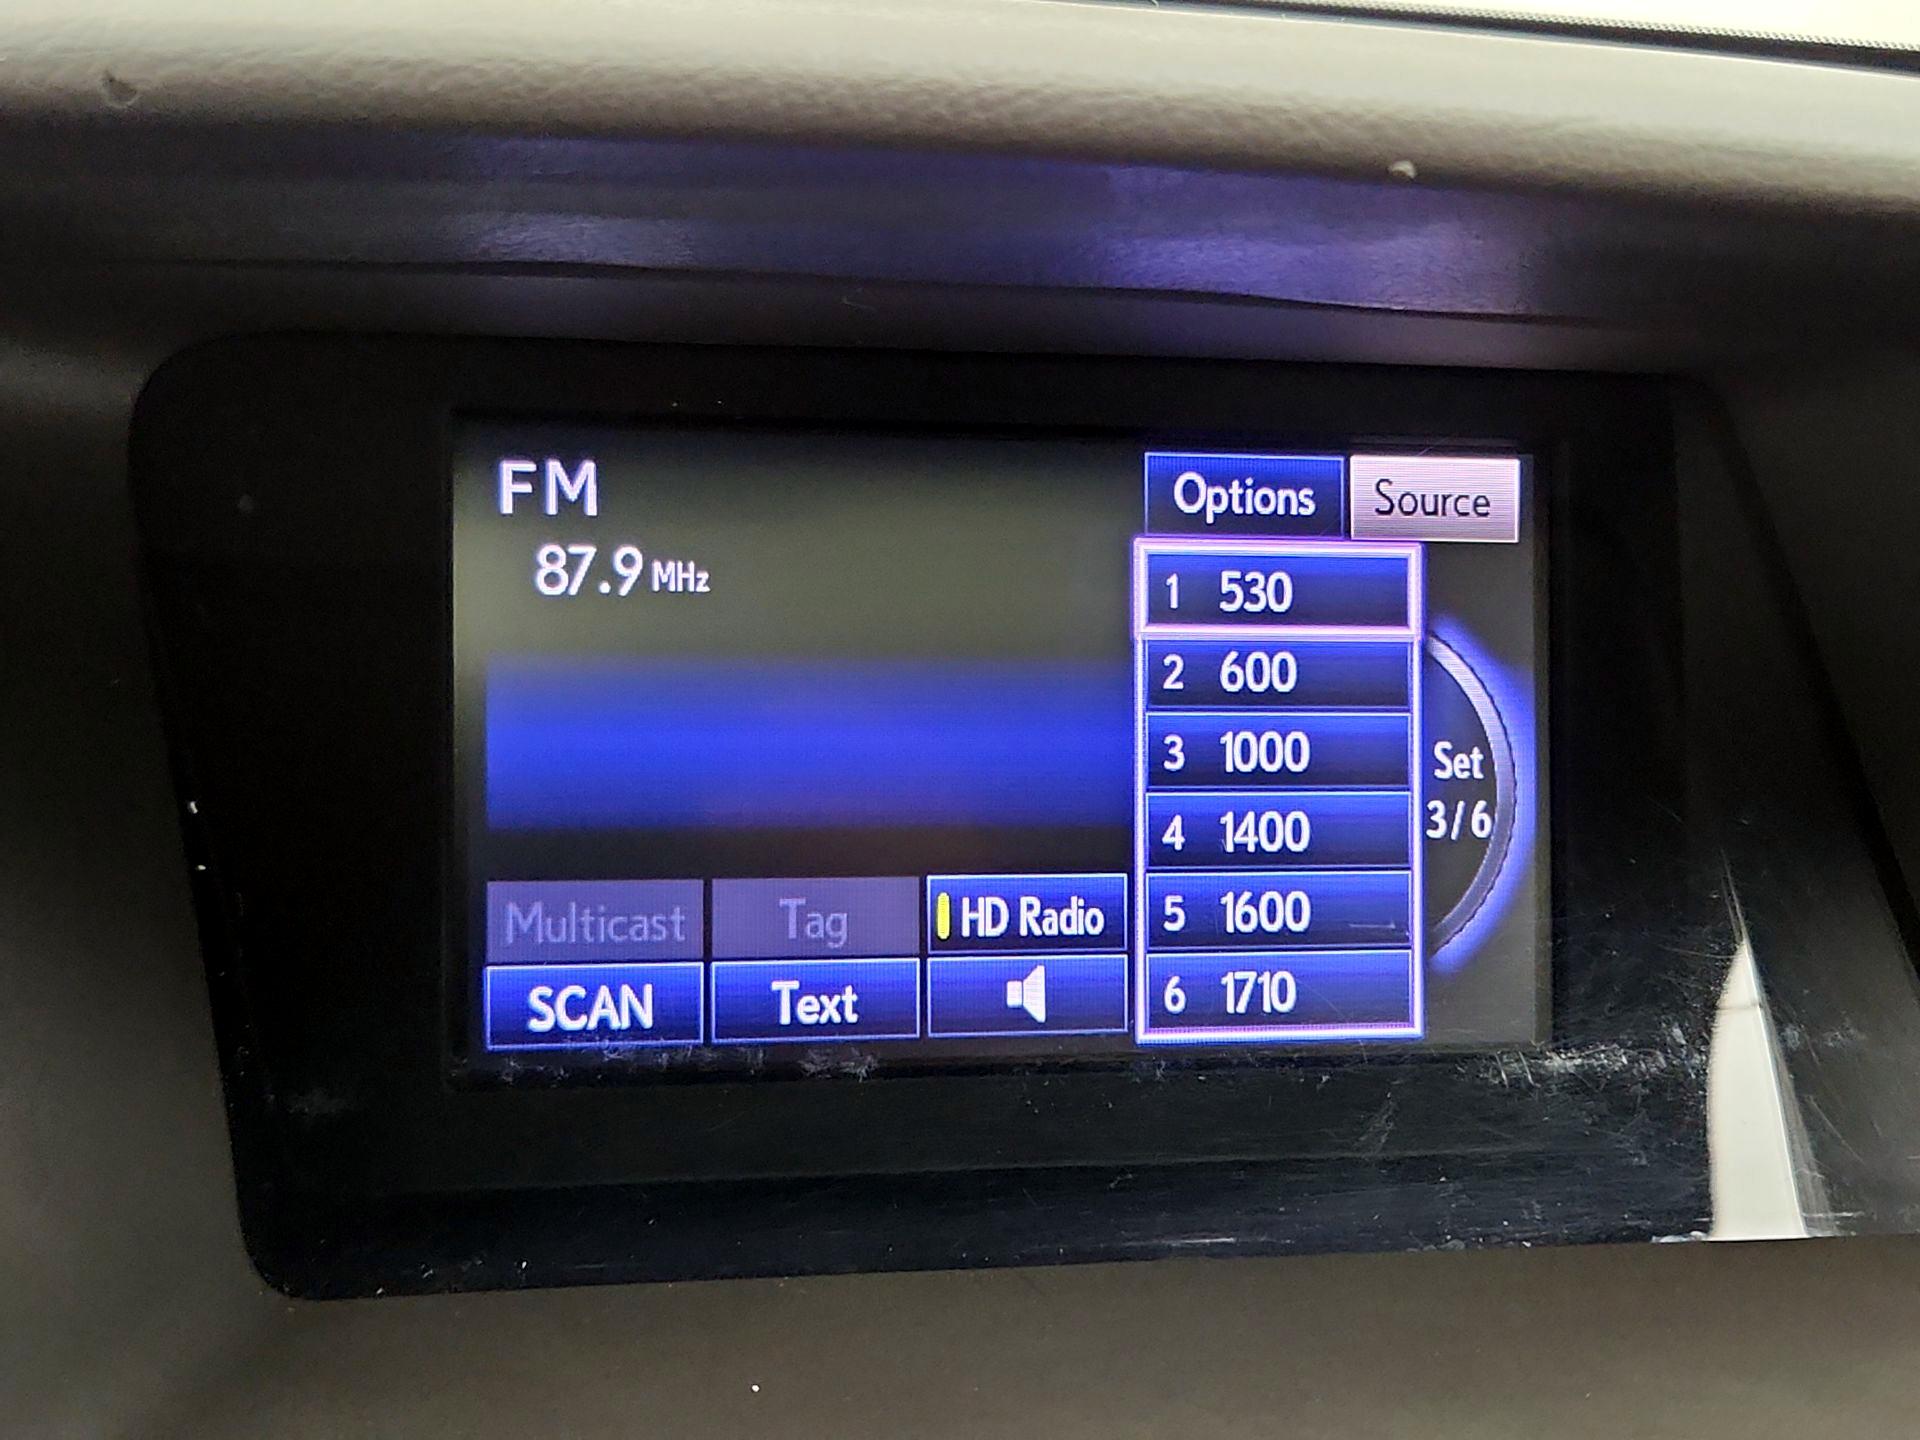 FM
87.9 MHz
Options
Source
1 530
2 600
3 1000
4 1400
5 1600
6 1710
Set
3/6
Multicast
Tag
HD Radio
SCAN
Text